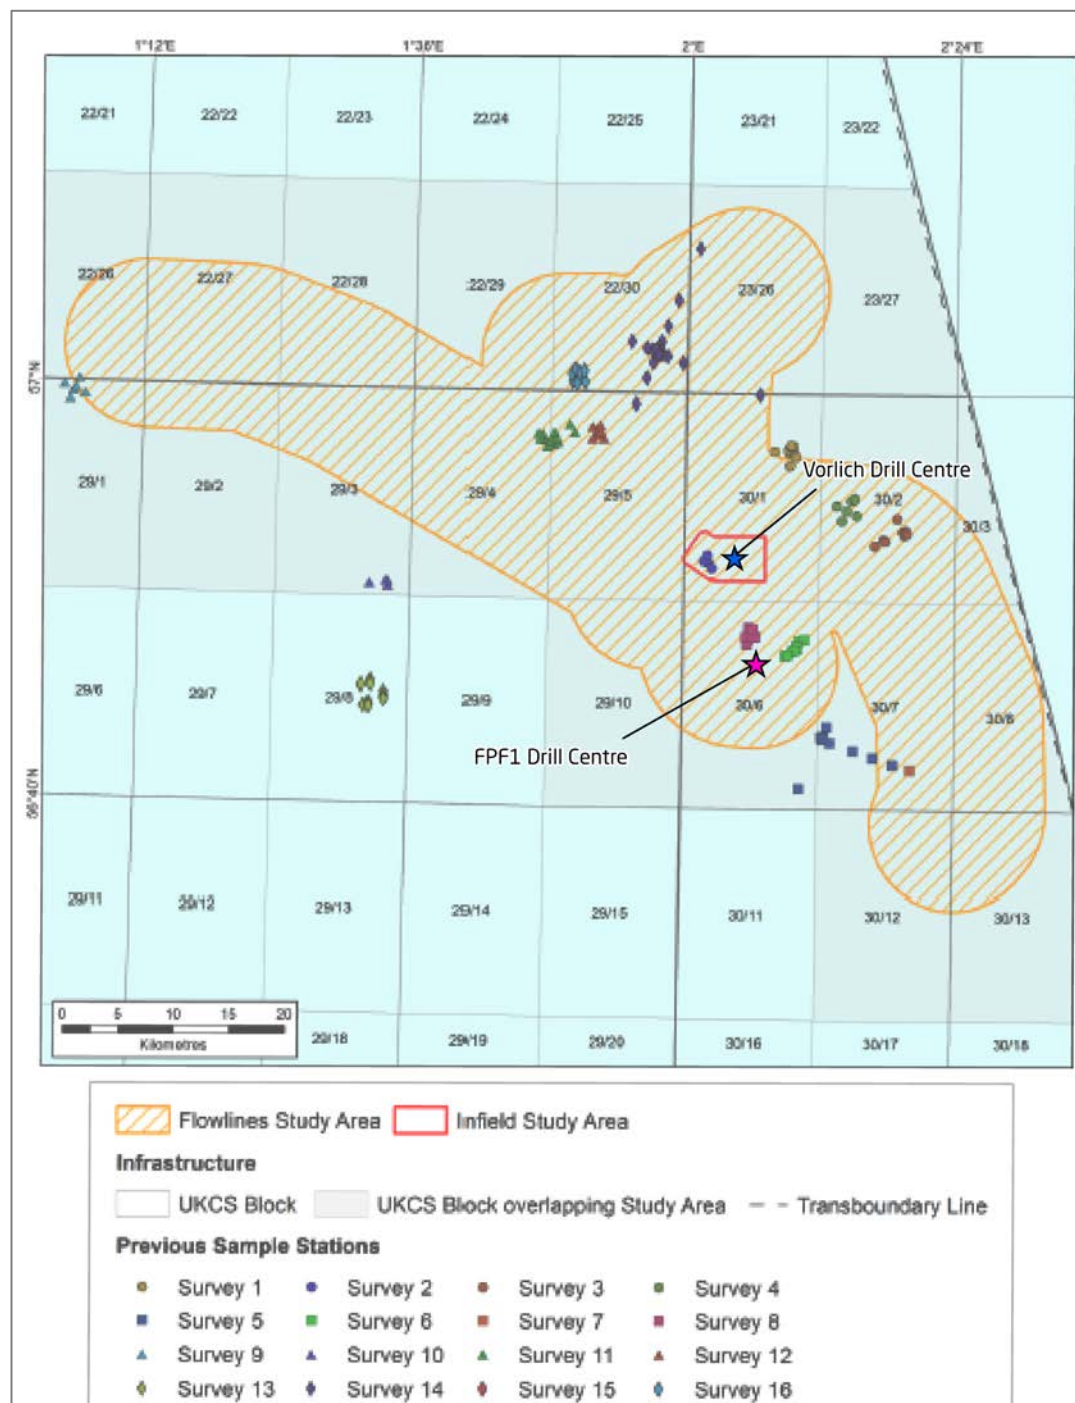 1°12'E 1°36'E 2°E 2°24'E
22/21 22/22 22/23 22/24 22/25 23/21 23/22
22/26 22/27 22/28 22/29 22/30 23/26 23/27
57°N
29/1 29/2 29/3 29/4 29/5 30/1 30/2 30/3
Vorlich Drill Centre
29/6 29/7 29/8 29/9 29/10 30/6 30/7 30/8
FPF1 Drill Centre
56°40'N
29/11 29/12 29/13 29/14 29/15 30/11 30/12 30/13
0 5 10 15 20
Kilometres
29/18 29/19 29/20 30/16 30/17 30/18
Flowlines Study Area Infield Study Area
Infrastructure
UKCS Block UKCS Block overlapping Study Area Transboundary Line
Previous Sample Stations
Survey 1 Survey 2 Survey 3 Survey 4
Survey 5 Survey 6 Survey 7 Survey 8
Survey 9 Survey 10 Survey 11 Survey 12
Survey 13 Survey 14 Survey 15 Survey 16